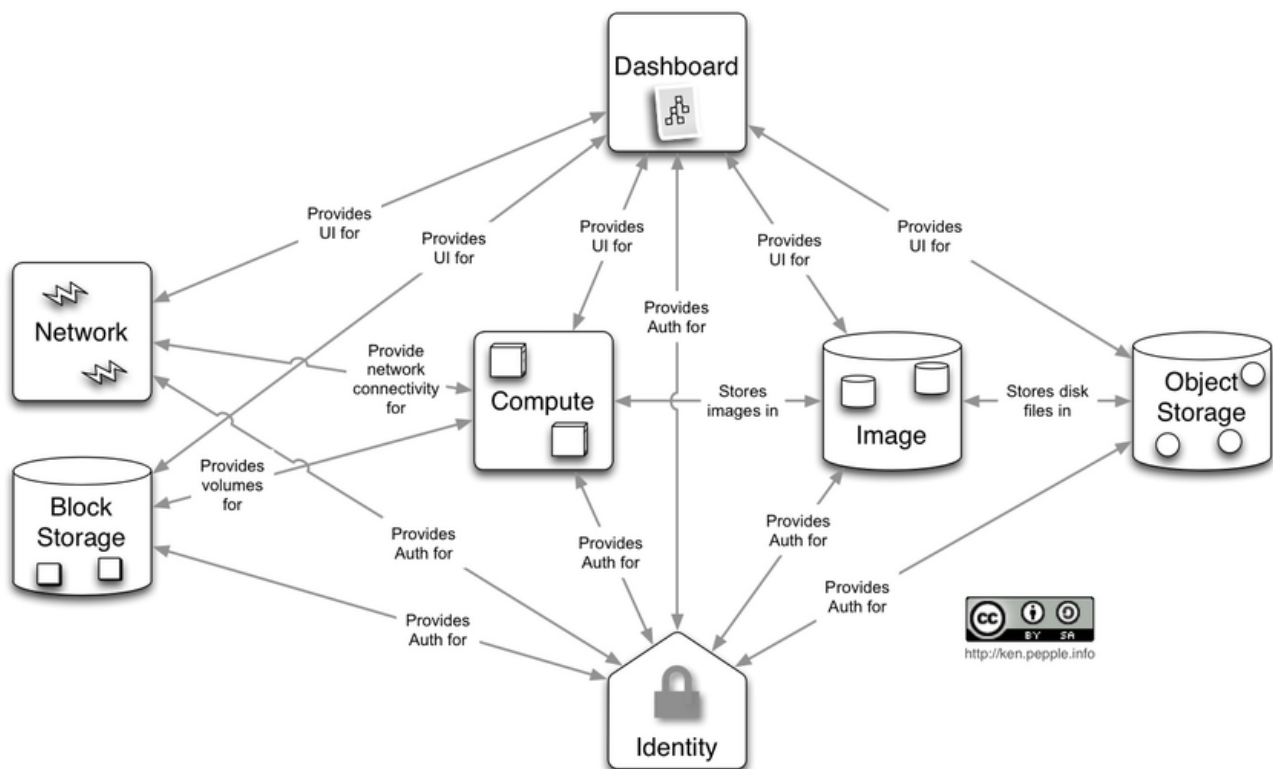 Dashboard
Provides
UI for
Provides
UI for
Provides
UI for
Provides
UI for
Provides
UI for
Network
Provides
Auth for
Provide
network
connectivity
for
Compute
Stores
images in
Image
Stores disk
files in
Object
Storage
Provides
volumes
for
Block
Storage
Provides
Auth for
Provides
Auth for
Provides
Auth for
Provides
Auth for
Provides
Auth for
cc
BY SA
http://ken.pepple.info
Identity